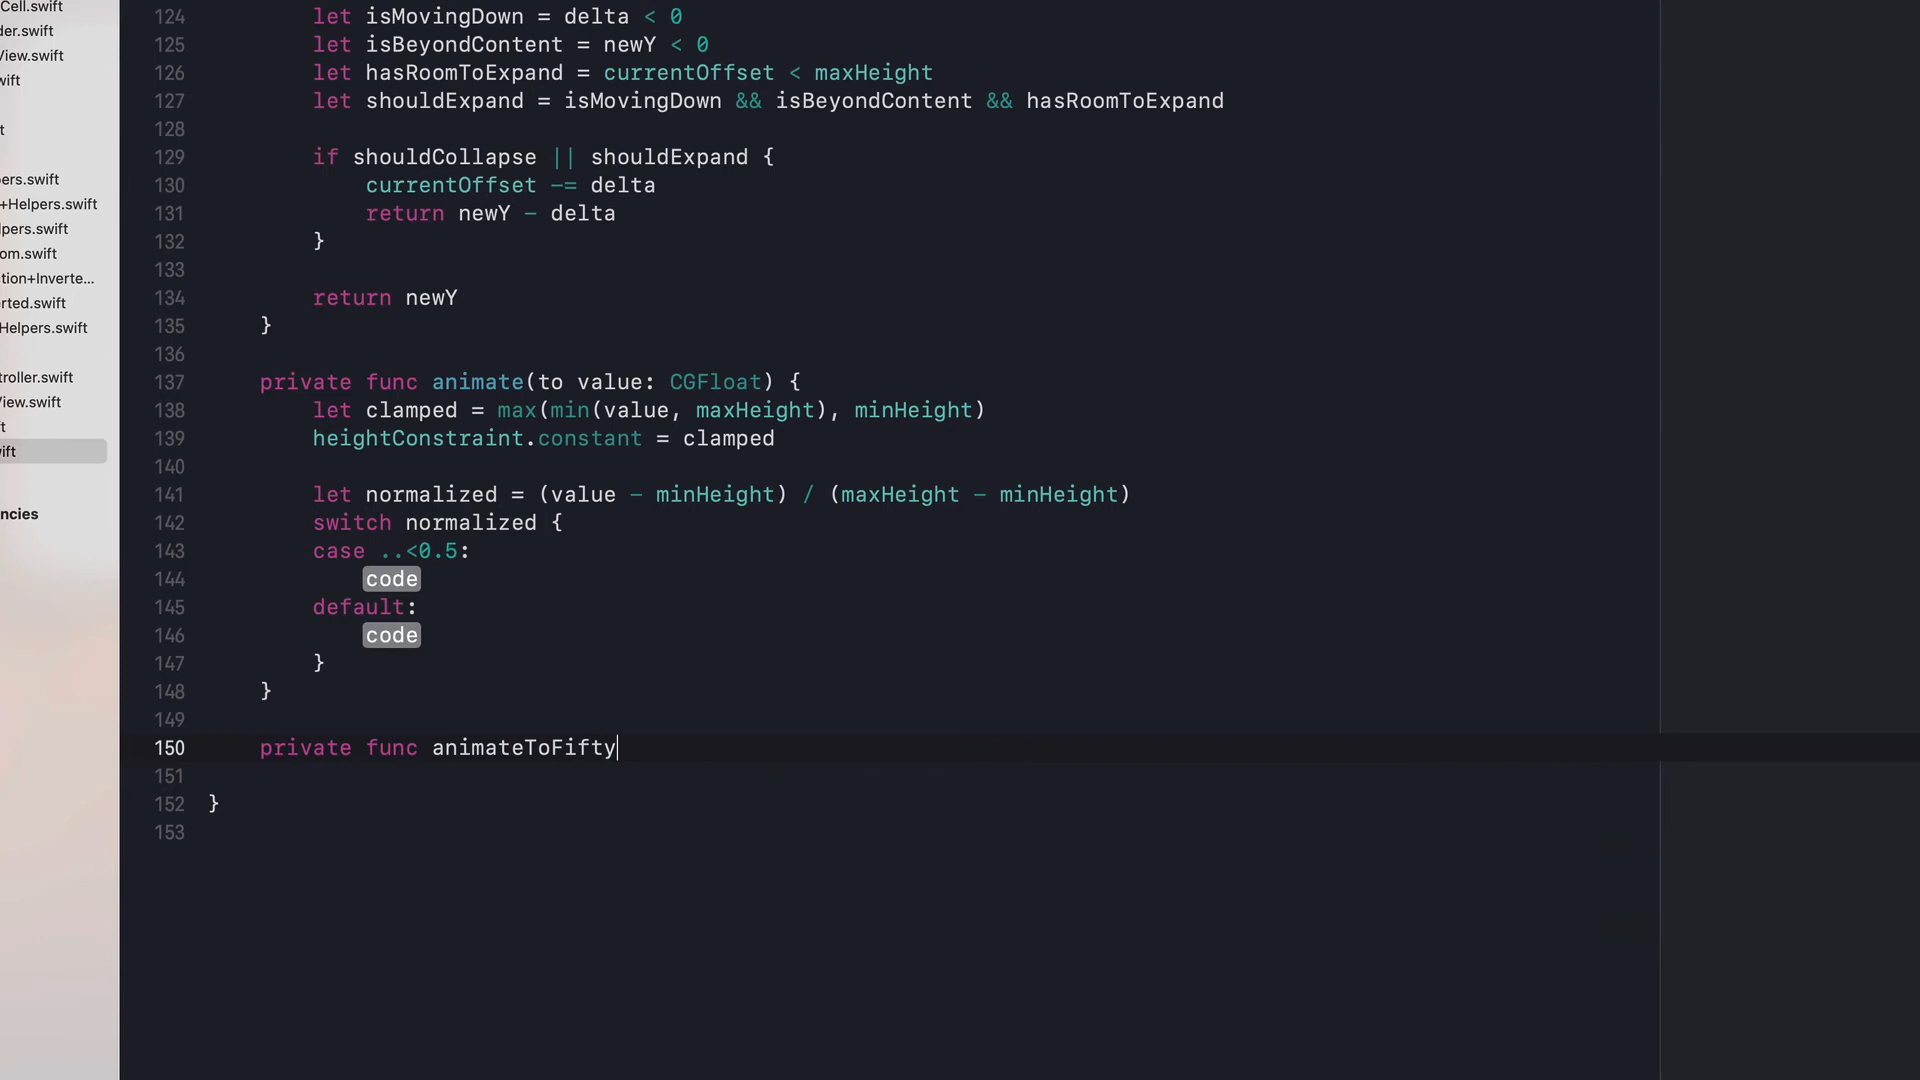 Cell.swift
der.swift
View.swift
wift
t
ers.swift
+Helpers.swift
lpers.swift
om.swift
ction+Inverte...
erted.swift
Helpers.swift
troller.swift
View.swift
ft
wift
ncies
124 let isMovingDown = delta < 0
125 let isBeyondContent = newY < 0
126 let hasRoomToExpand = currentOffset < maxHeight
127 let shouldExpand = isMovingDown && isBeyondContent && hasRoomToExpand
128
129 if shouldCollapse || shouldExpand {
130 currentOffset -= delta
131 return newY - delta
132 }
133
134 return newY
135 }
136
137 private func animate(to value: CGFloat) {
138 let clamped = max(min(value, maxHeight), minHeight)
139 heightConstraint.constant = clamped
140
141 let normalized = (value - minHeight) / (maxHeight - minHeight)
142 switch normalized {
143 case ..<0.5:
144 code
145 default:
146 code
147 }
148 }
149
150 private func animateToFifty
151
152 }
153